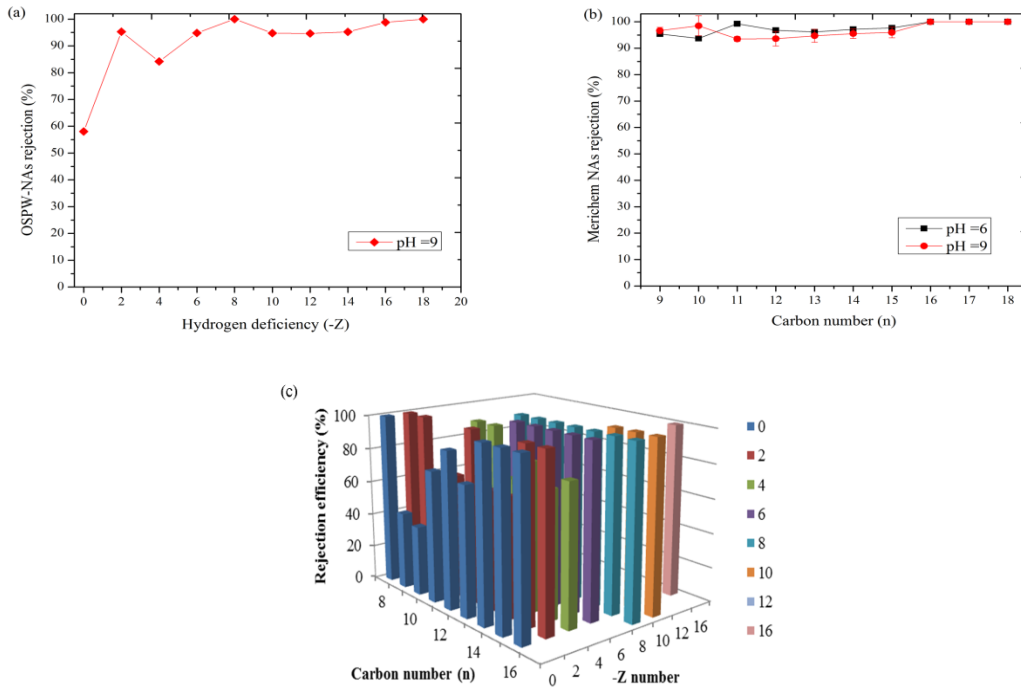 (a)
100
90
80
70
60
50
40
30
20
10
0
OSPW-NAs rejection (%)
pH =9
0 2 4 6 8 10 12 14 16 18 20
Hydrogen deficiency (-Z)
(b)
100
90
80
70
60
50
40
30
20
10
0
Merichem NAs rejection (%)
pH =6
pH =9
9 10 11 12 13 14 15 16 17 18
Carbon number (n)
(c)
100
80
60
40
20
0
Rejection efficiency (%)
8 10 12 14 16
Carbon number (n)
0 2 4 6 8 10 12 16
-Z number
0
2
4
6
8
10
12
16